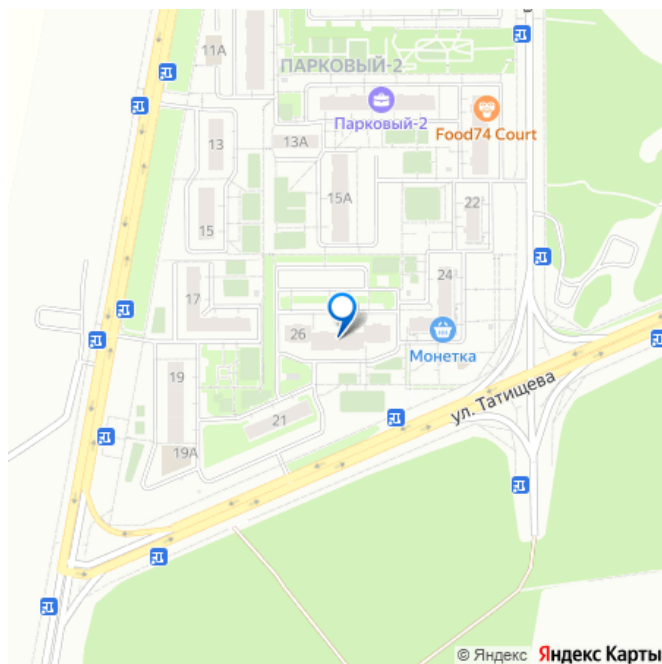 11А
ПАРКОВЫЙ-2
Парковый-2
Food74 Court
13
13А
15А
15
22
17
24
26
Монетка
19
ул. Татищева
21
19А
© Яндекс Яндекс Карты